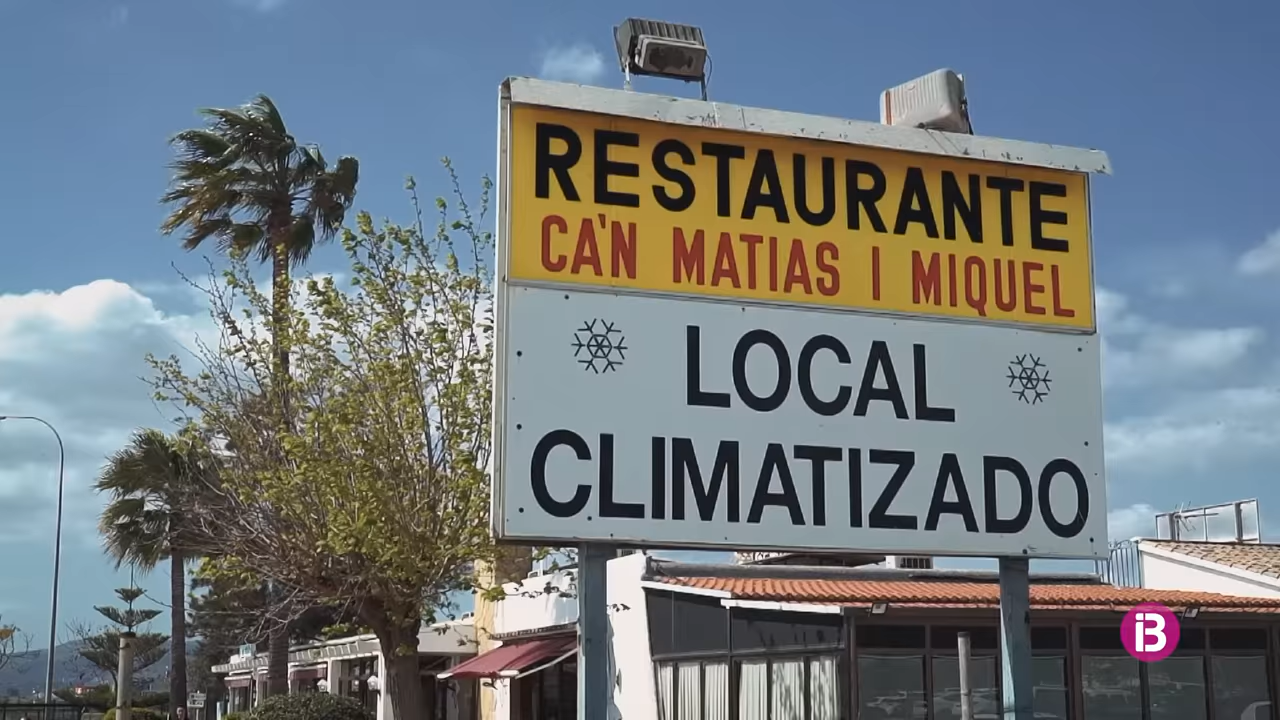 RESTAURANTE
CA'N MATIAS I MIQUEL
LOCAL
CLIMATIZADO
iB